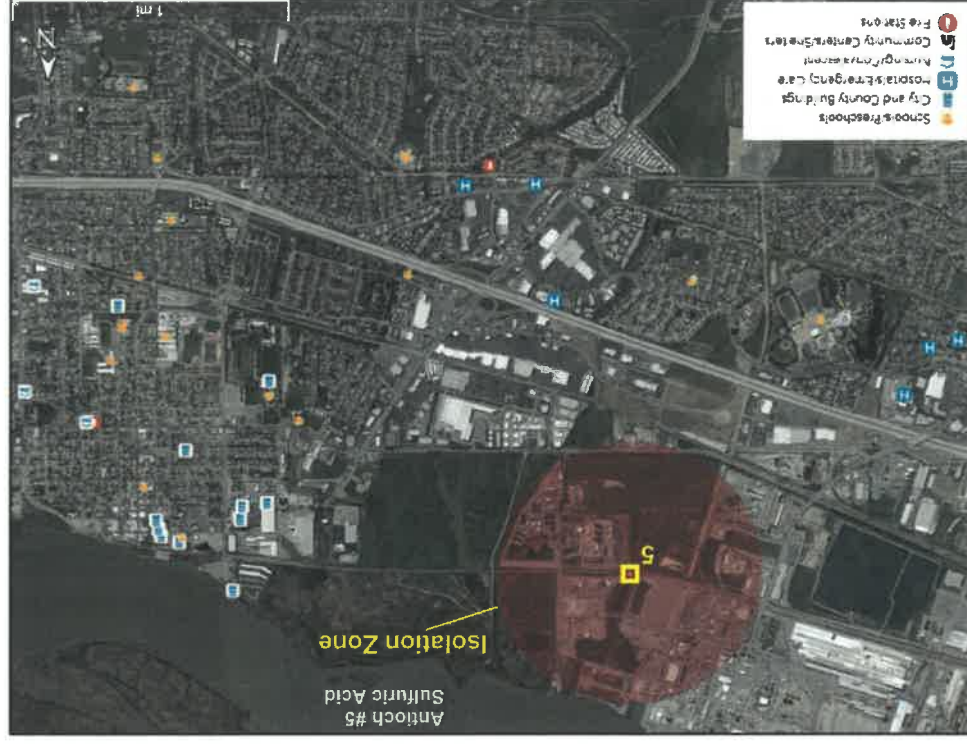 Antioch #5
Sulfuric Acid
Isolation Zone
5
Schools/Preschools
City and County Buildings
Hospitals/Emergency Care
Nursing/Convalescent
Community Centers/Shelters
Fire Stations
N
1 mi